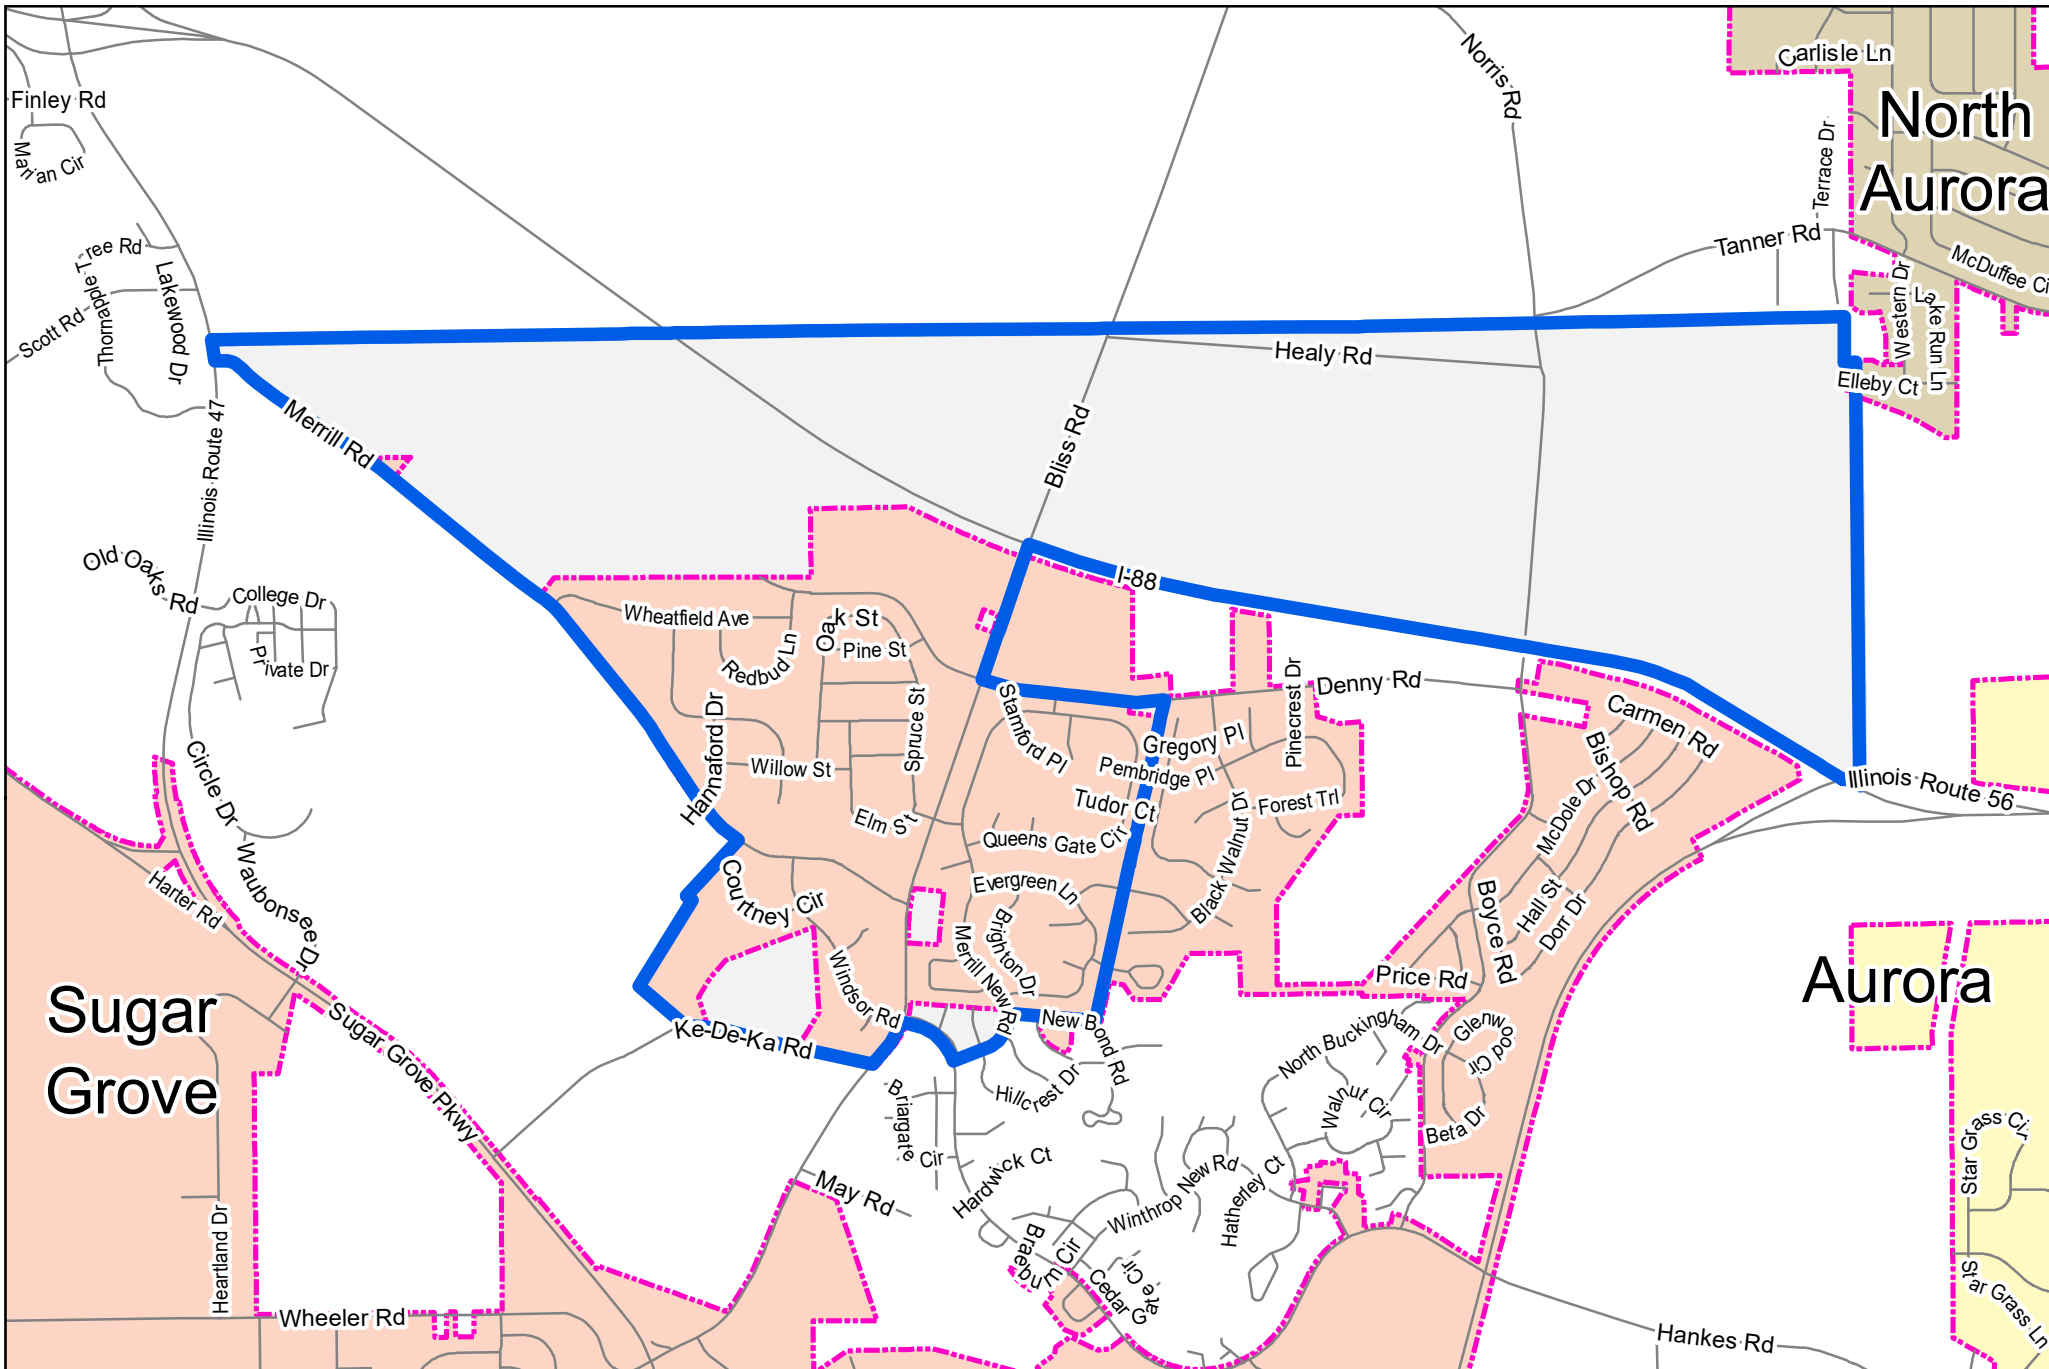 Carlisle Ln
Norris Rd
Finley Rd
North
Aurora
Marian Cir
Terrace Dr
Tanner Rd
Thornapple Tree Rd
Lakewood Dr
Scott Rd
McDuffee Ci
Western Dr
Lake Run Ln
Elleby Ct
Healy Rd
Merrill Rd
Illinois Route 47
Bliss Rd
Old Oaks Rd
College Dr
Private Dr
I-88
Wheatfield Ave
Oak St
Pine St
Redbud Ln
Stamford Pl
Spruce St
Hannaford Dr
Willow St
Elm St
Denny Rd
Pinecrest Dr
Gregory Pl
Pembridge Pl
Tudor Ct
Forest Trl
Black Walnut Dr
Queens Gate Cir
Carmen Rd
Bishop Rd
McDole Dr
Illinois Route 56
Circle Dr
Waubonsee Dr
Harter Rd
Courtney Cir
Evergreen Ln
Brighton Dr
Merrill New Rd
Windsor Rd
Boyce Rd
Hall St
Dorr Dr
Price Rd
Aurora
Sugar
Grove
Sugar Grove Pkwy
Ke-De-Ka Rd
New Bond Rd
North Buckingham Dr
Glenwood Cir
Hillcrest Dr
Briargate Cir
Walnut Cir
Beta Dr
Hardwick Ct
May Rd
Winthrop New Rd
Hatherley Ct
Star Grass Cir
Heartland Dr
Braeburn Cir
Cedar Gate Cir
Wheeler Rd
Hankes Rd
Star Grass Ln